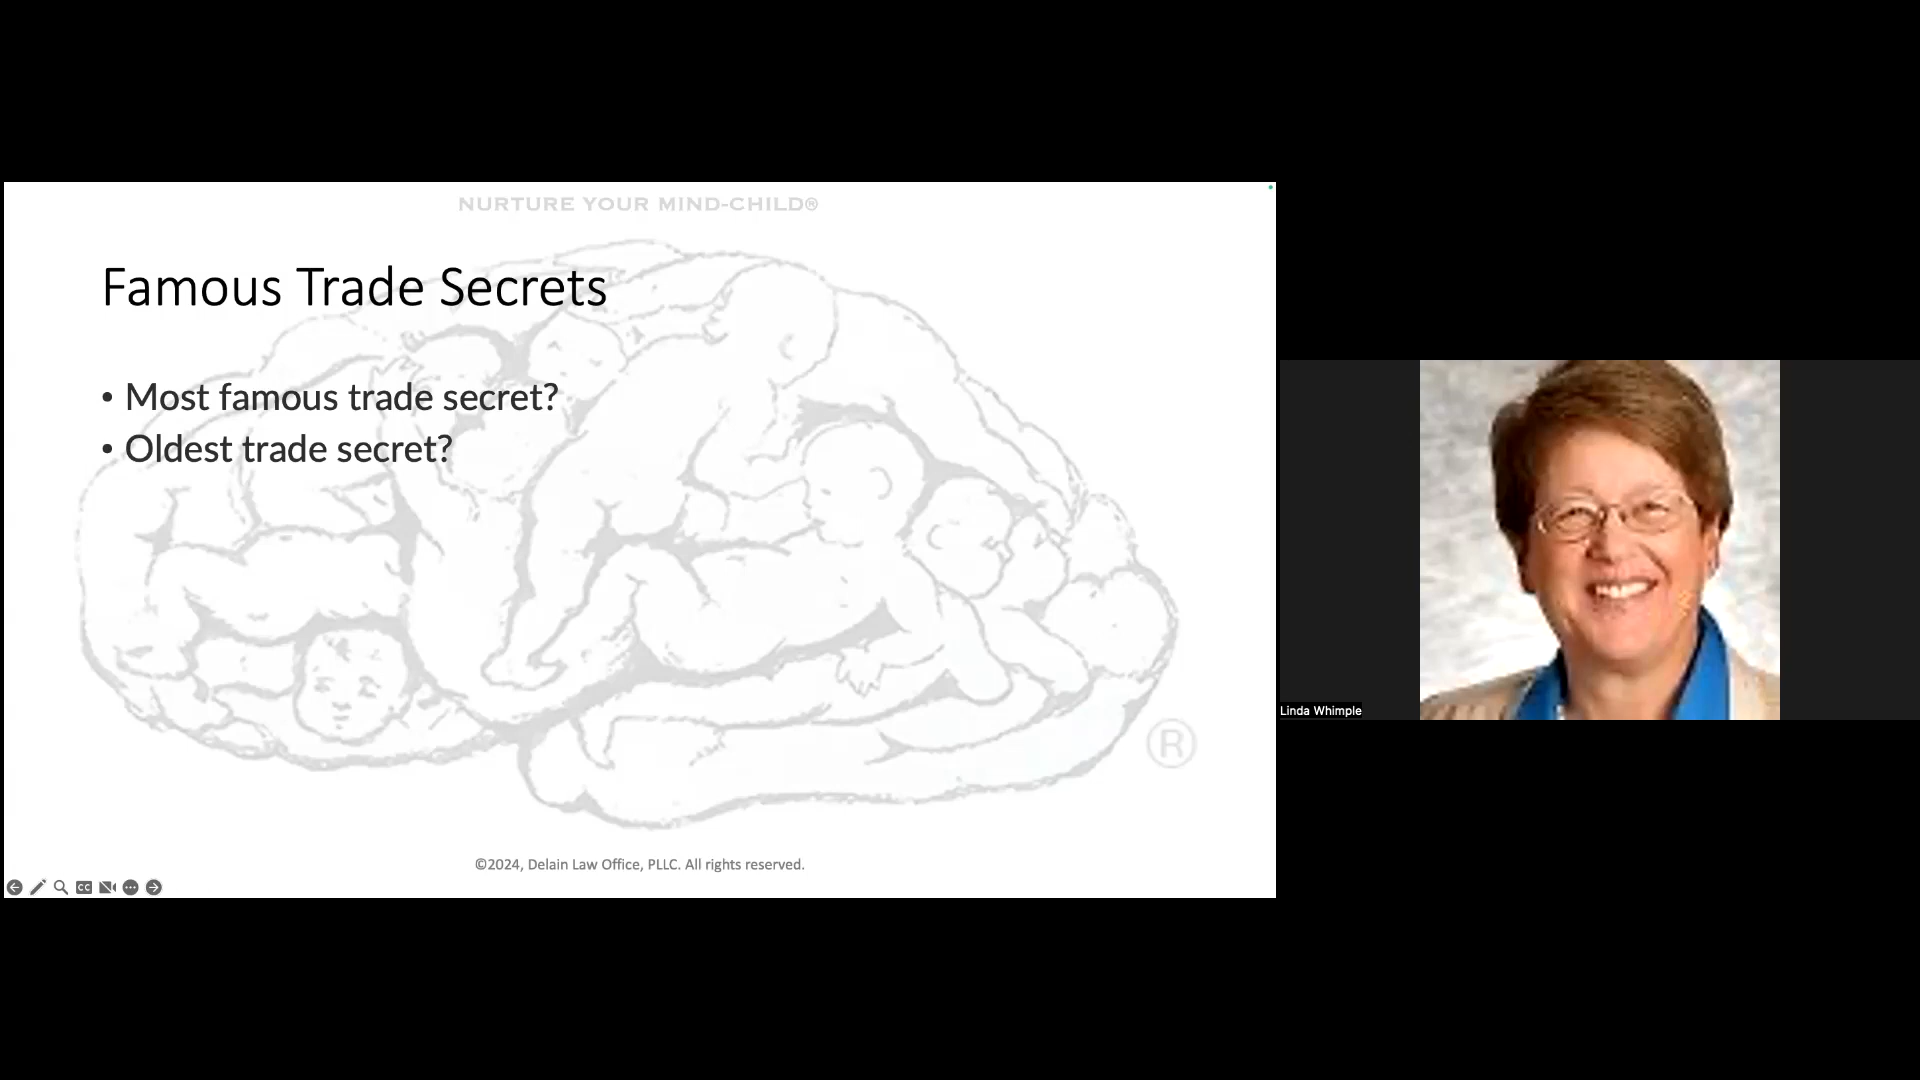 NURTURE YOUR MIND-CHILD®
Famous Trade Secrets
• Most famous trade secret?
• Oldest trade secret?
®
©2024, Delain Law Office, PLLC. All rights reserved.
CC
Linda Whimple